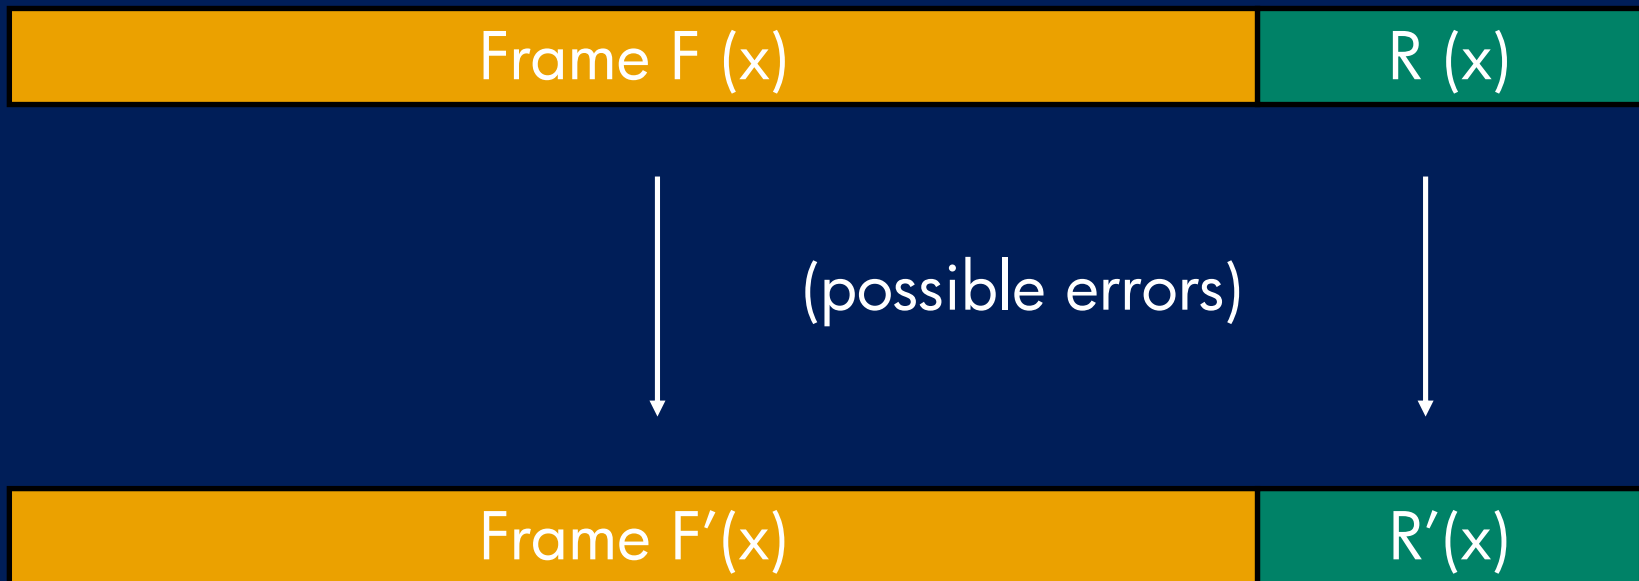 Frame F (x)
R (x)
(possible errors)
Frame F’(x)
R’(x)